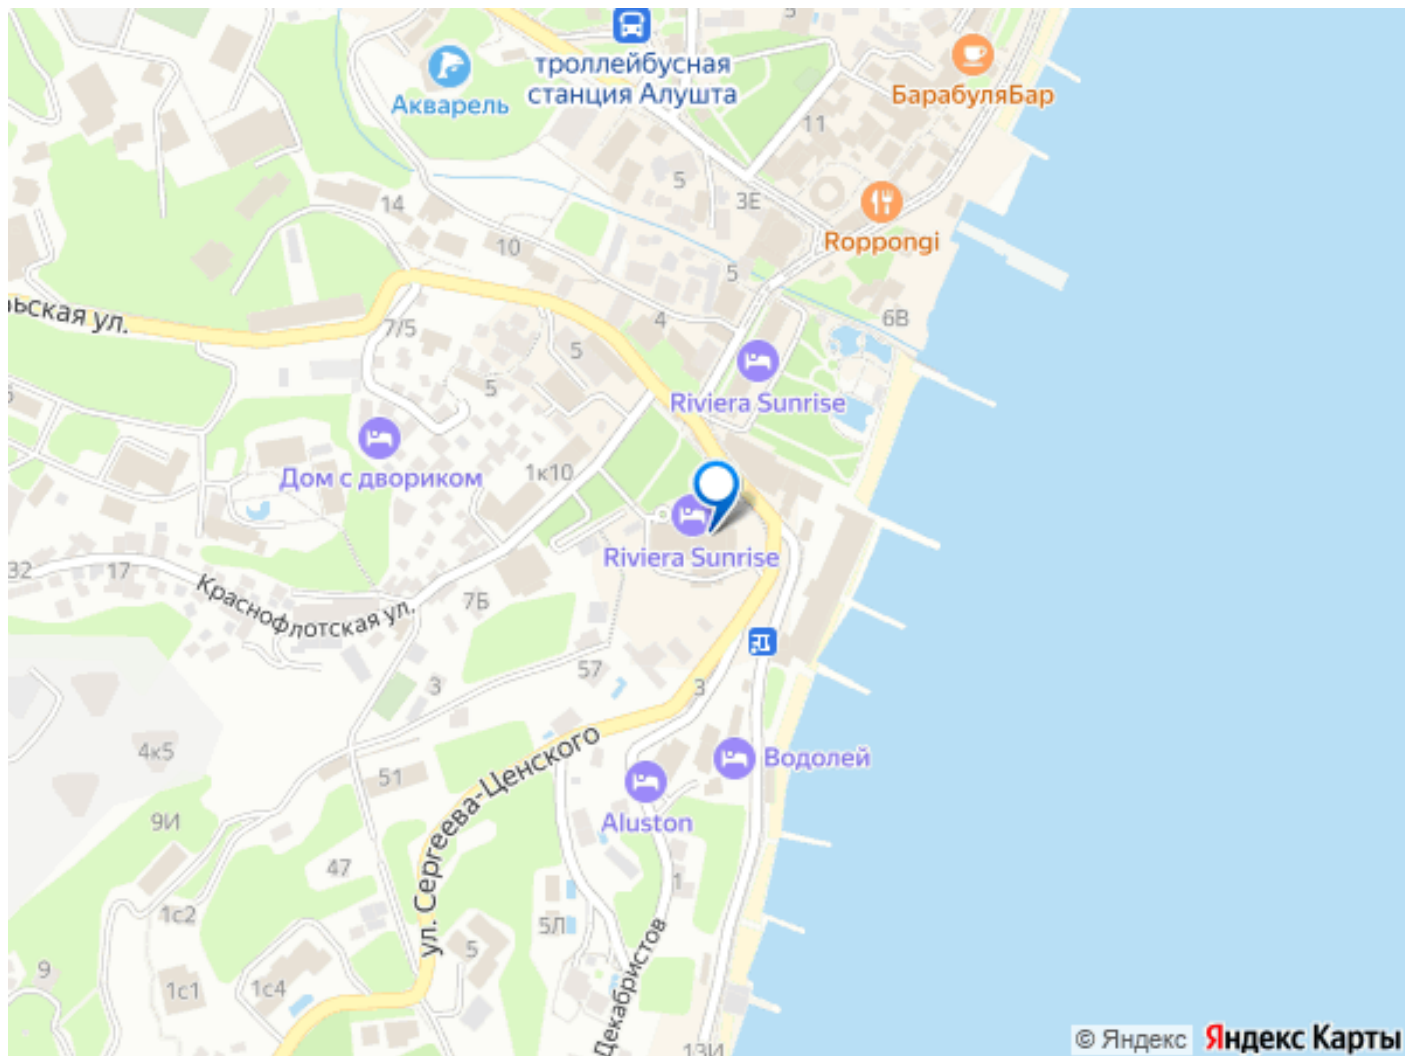 5
троллейбусная
станция Алушта
Акварель
БарабуляБар
11
5
3Е
14
Roppongi
10
5
ьская ул.
7/5
4
6В
5
5
Riviera Sunrise
1к10
Дом с двориком
Riviera Sunrise
32
17
Краснофлотская ул.
7Б
57
3
3
4к5
51
ул. Сергеева-Ценского
Водолей
Aluston
9И
47
1
1с2
5Л
5
9
1с1
1с4
Декабристов
13И
© Яндекс
Яндекс Карты